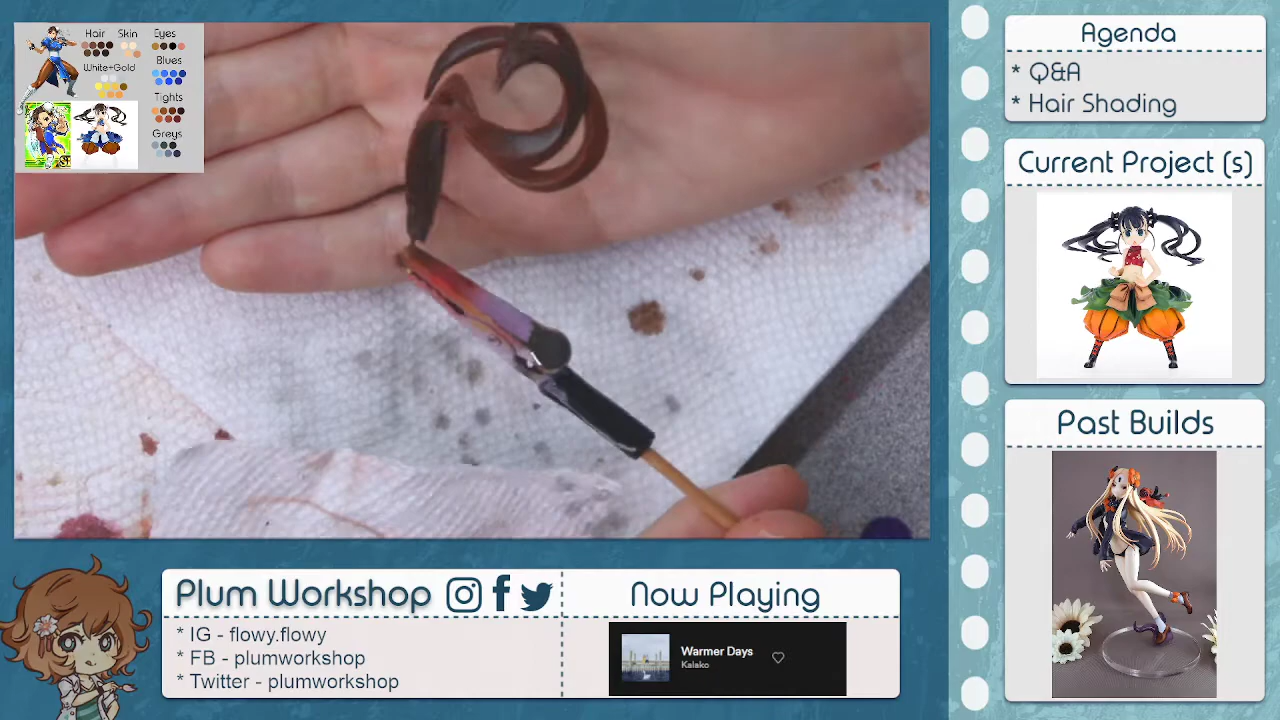 Hair Skin Eyes
White+Gold
Blues
Tights
Greys
Agenda
* Q&A
* Hair Shading
Current Project (s)
Past Builds
Plum Workshop
* IG - flowy.flowy
* FB - plumworkshop
* Twitter - plumworkshop
Now Playing
Warmer Days
Kalako